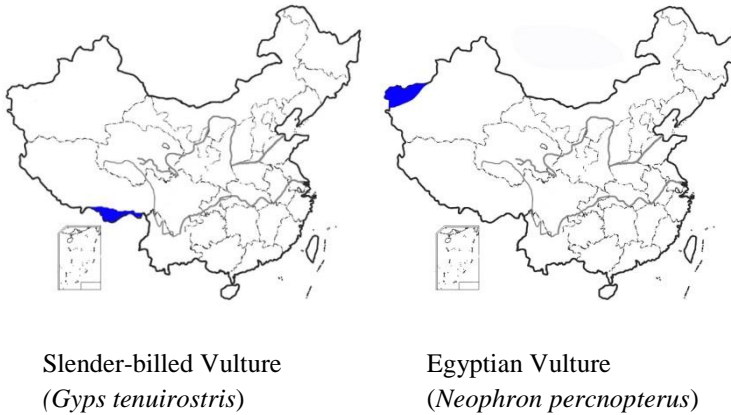 Slender-billed Vulture
(Gyps tenuirostris)
Egyptian Vulture
(Neophron percnopterus)